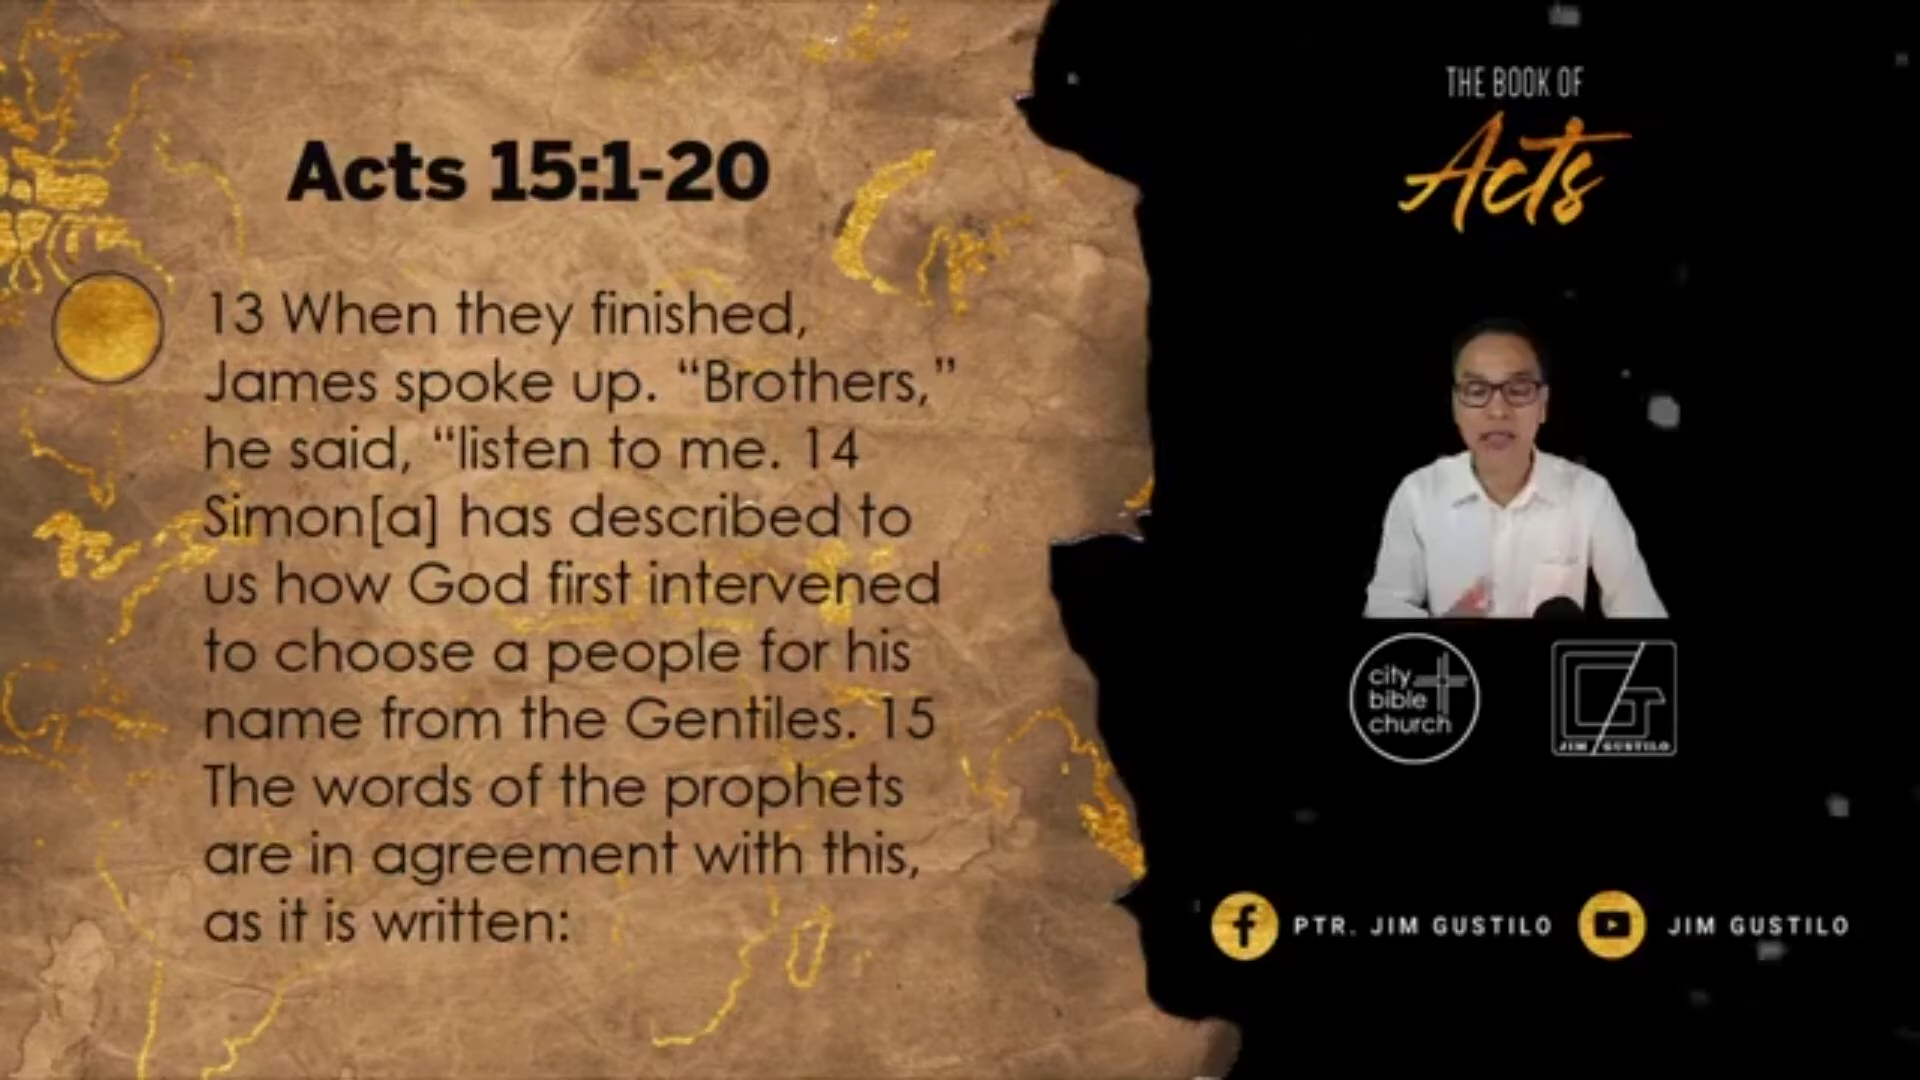 Acts 15:1-20
13 When they finished,
James spoke up. “Brothers,”
he said, “listen to me. 14
Simon[a] has described to
us how God first intervened
to choose a people for his
name from the Gentiles. 15
The words of the prophets
are in agreement with this,
as it is written:
THE BOOK OF
Acts
city
bible
church
JIM GUSTILO
PTR. JIM GUSTILO
JIM GUSTILO